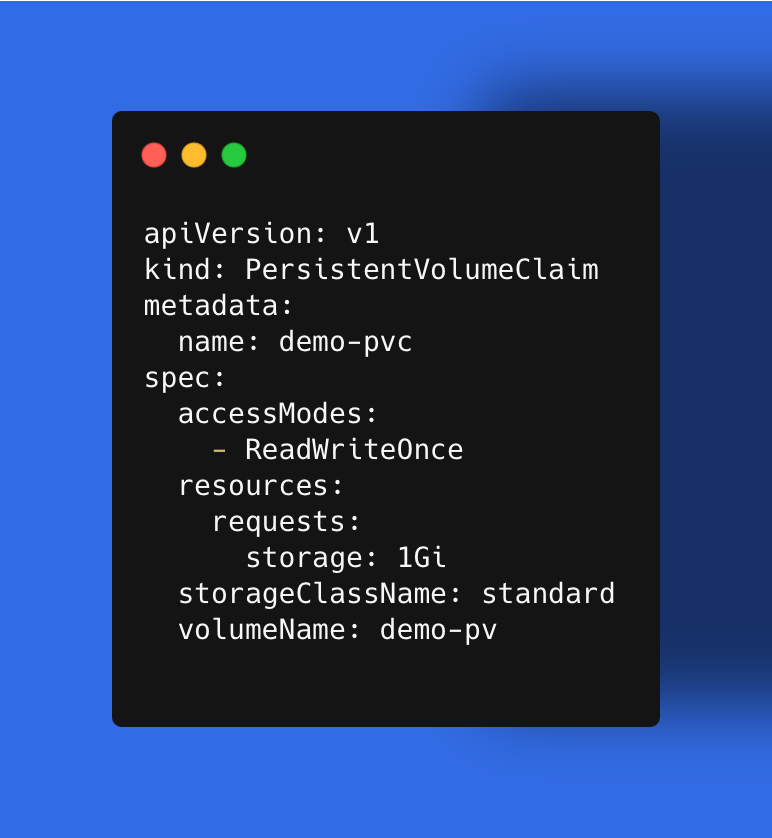 apiVersion: v1
kind: PersistentVolumeClaim
metadata:
  name: demo-pvc
spec:
  accessModes:
    - ReadWriteOnce
  resources:
    requests:
      storage: 1Gi
  storageClassName: standard
  volumeName: demo-pv